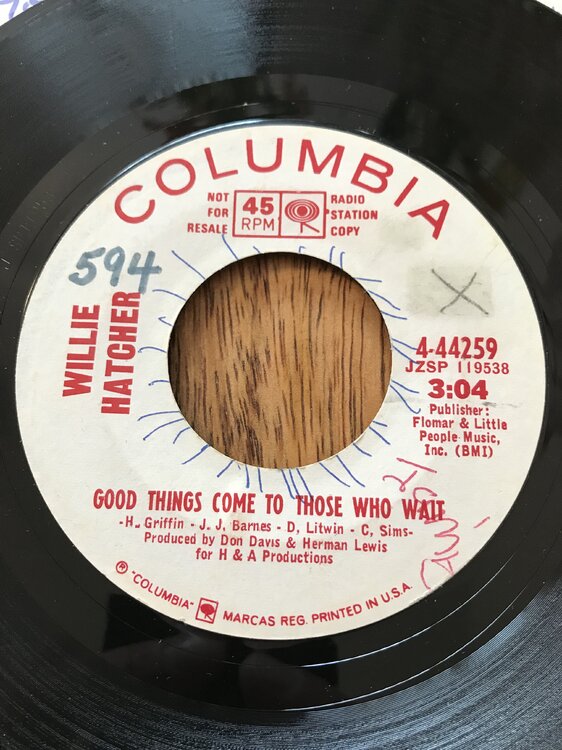 COLUMBIA
NOT
FOR
RESALE
45
RPM
RADIO
STATION
COPY
594
X
WILLIE
HATCHER
4-44259
JZSP 119538
3:04
Publisher:
Flomar & Little
People Music,
Inc. (BMI)
GOOD THINGS COME TO THOSE WHO WAIT
-H. Griffin - J. J. Barnes - D. Litwin - C. Sims-
Produced by Don Davis & Herman Lewis
for H & A Productions
® "COLUMBIA" MARCAS REG. PRINTED IN U.S.A.